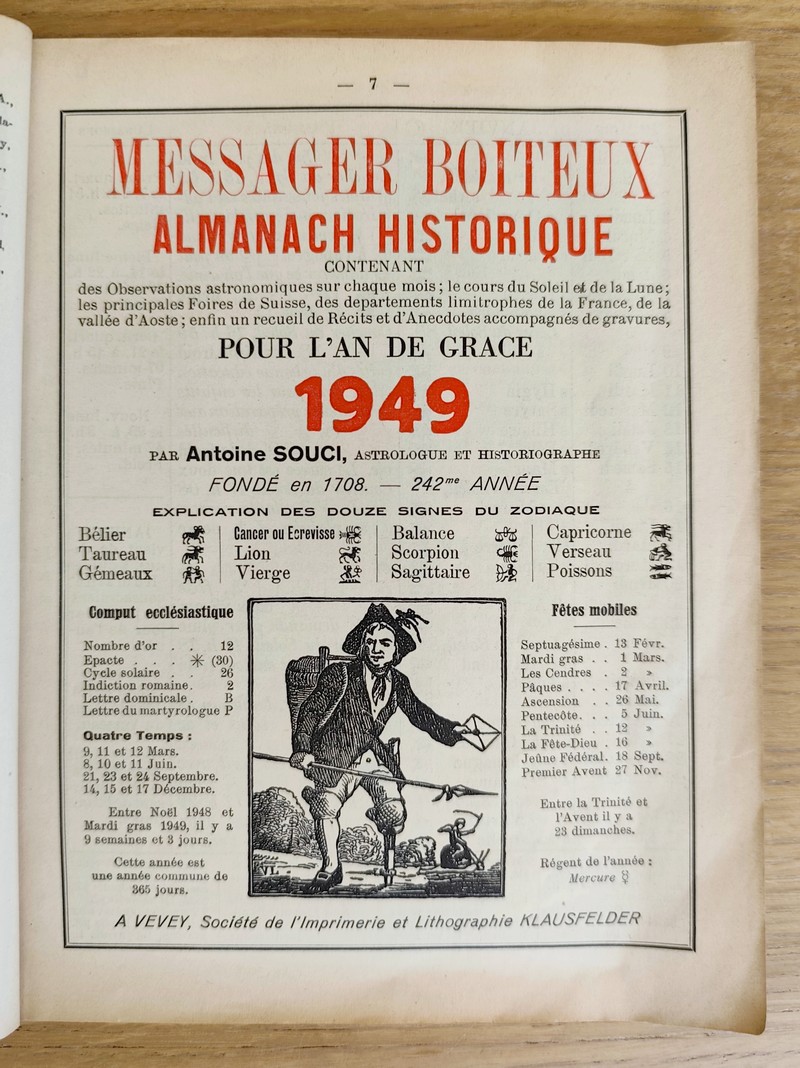 — 7 —
MESSAGER BOITEUX
ALMANACH HISTORIQUE
CONTENANT
des Observations astronomiques sur chaque mois; le cours du Soleil et de la Lune;
les principales Foires de Suisse, des departements limitrophes de la France, de la
vallée d'Aoste; enfin un recueil de Récits et d'Anecdotes accompagnés de gravures,
POUR L'AN DE GRACE
1949
PAR Antoine SOUCI, ASTROLOGUE ET HISTORIOGRAPHE
FONDÉ en 1708. — 242me ANNÉE
EXPLICATION DES DOUZE SIGNES DU ZODIAQUE
Bélier
Taureau
Gémeaux
Cancer ou Ecrevisse
Lion
Vierge
Balance
Scorpion
Sagittaire
Capricorne
Verseau
Poissons
Comput ecclésiastique
Nombre d'or . . 12
Epacte . . . ✳ (30)
Cycle solaire . . 26
Indiction romaine. 2
Lettre dominicale . B
Lettre du martyrologue P
Quatre Temps :
9, 11 et 12 Mars.
8, 10 et 11 Juin.
21, 23 et 24 Septembre.
14, 15 et 17 Décembre.
Entre Noël 1948 et
Mardi gras 1949, il y a
9 semaines et 3 jours.
Cette année est
une année commune de
365 jours.
Fêtes mobiles
Septuagésime . 13 Févr.
Mardi gras . . 1 Mars.
Les Cendres . 2 »
Pâques . . . . 17 Avril.
Ascension . . 26 Mai.
Pentecôte. . . 5 Juin.
La Trinité . . 12 »
La Fête-Dieu . 16 »
Jeûne Fédéral. 18 Sept.
Premier Avent 27 Nov.
Entre la Trinité et
l'Avent il y a
23 dimanches.
Régent de l'année :
Mercure ☿
A VEVEY, Société de l'Imprimerie et Lithographie KLAUSFELDER